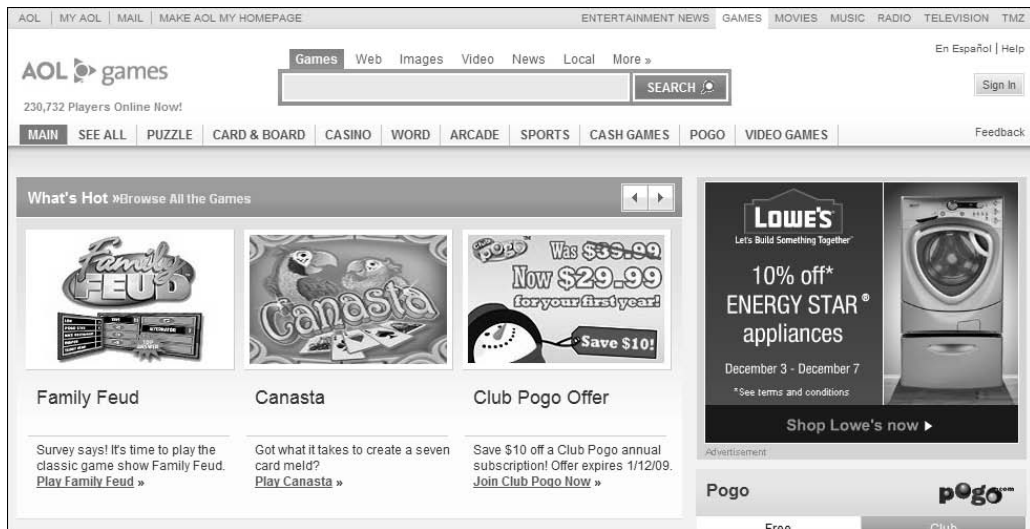 AOL MY AOL MAIL MAKE AOL MY HOMEPAGE ENTERTAINMENT NEWS GAMES MOVIES MUSIC RADIO TELEVISION TMZ
En Español | Help
Games Web Images Video News Local More »
AOL games
SEARCH
Sign In
230,732 Players Online Now!
MAIN SEE ALL PUZZLE CARD & BOARD CASINO WORD ARCADE SPORTS CASH GAMES POGO VIDEO GAMES Feedback
What's Hot »Browse All the Games
Family
FEUD
Canasta
Club
pogo
Was $39.99
Now $29.99
for your first year!
Save $10!
Family Feud
Survey says! It's time to play the
classic game show Family Feud.
Play Family Feud »
Canasta
Got what it takes to create a seven
card meld?
Play Canasta »
Club Pogo Offer
Save $10 off a Club Pogo annual
subscription! Offer expires 1/12/09.
Join Club Pogo Now »
LOWE'S
Let's Build Something Together™
10% off*
ENERGY STAR®
appliances
December 3 - December 7
*See terms and conditions
Shop Lowe's now
Advertisement
Pogo
pogo.com
Free Club